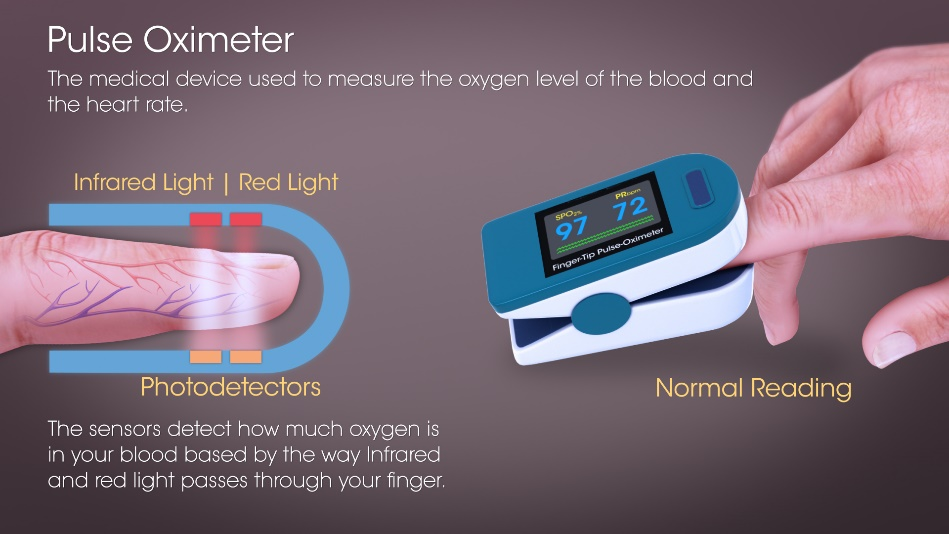 Pulse Oximeter
The medical device used to measure the oxygen level of the blood and
the heart rate.
Infrared Light | Red Light
SPO₂% PRbpm
97 72
Finger-Tip Pulse-Oximeter
Photodetectors
Normal Reading
The sensors detect how much oxygen is
in your blood based by the way Infrared
and red light passes through your finger.